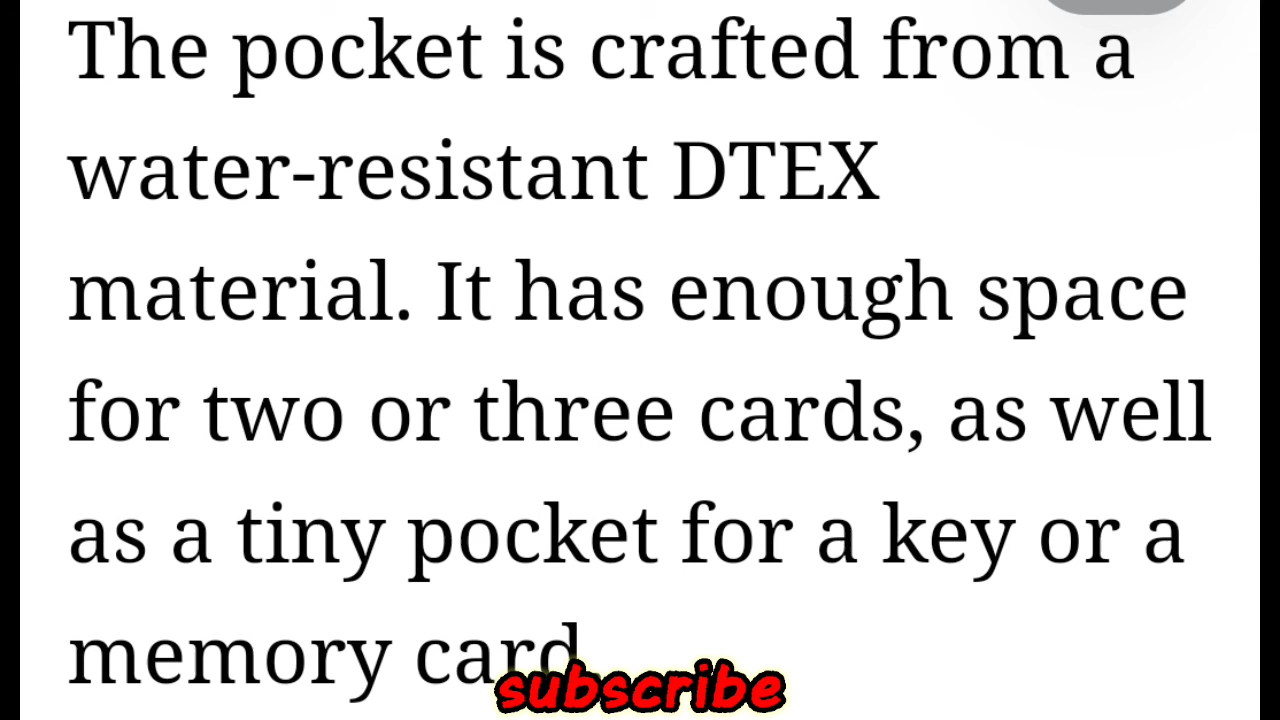 The pocket is crafted from a
water-resistant DTEX
material. It has enough space
for two or three cards, as well
as a tiny pocket for a key or a
memory card.
subscribe